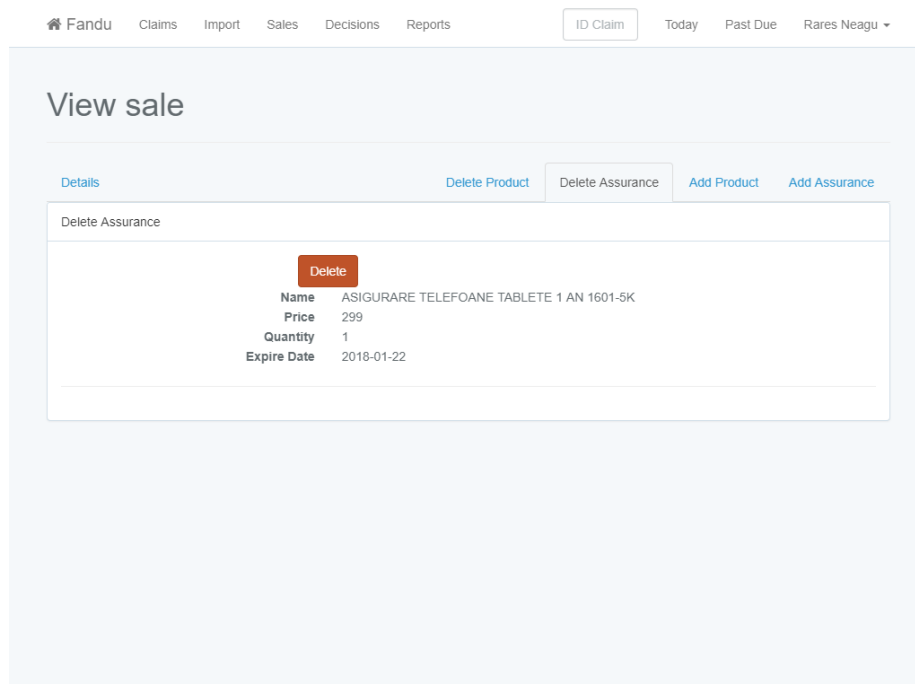 Fandu Claims Import Sales Decisions Reports ID Claim Today Past Due Rares Neagu
View sale
Details Delete Product Delete Assurance Add Product Add Assurance
Delete Assurance
Delete
Name ASIGURARE TELEFOANE TABLETE 1 AN 1601-5K
Price 299
Quantity 1
Expire Date 2018-01-22